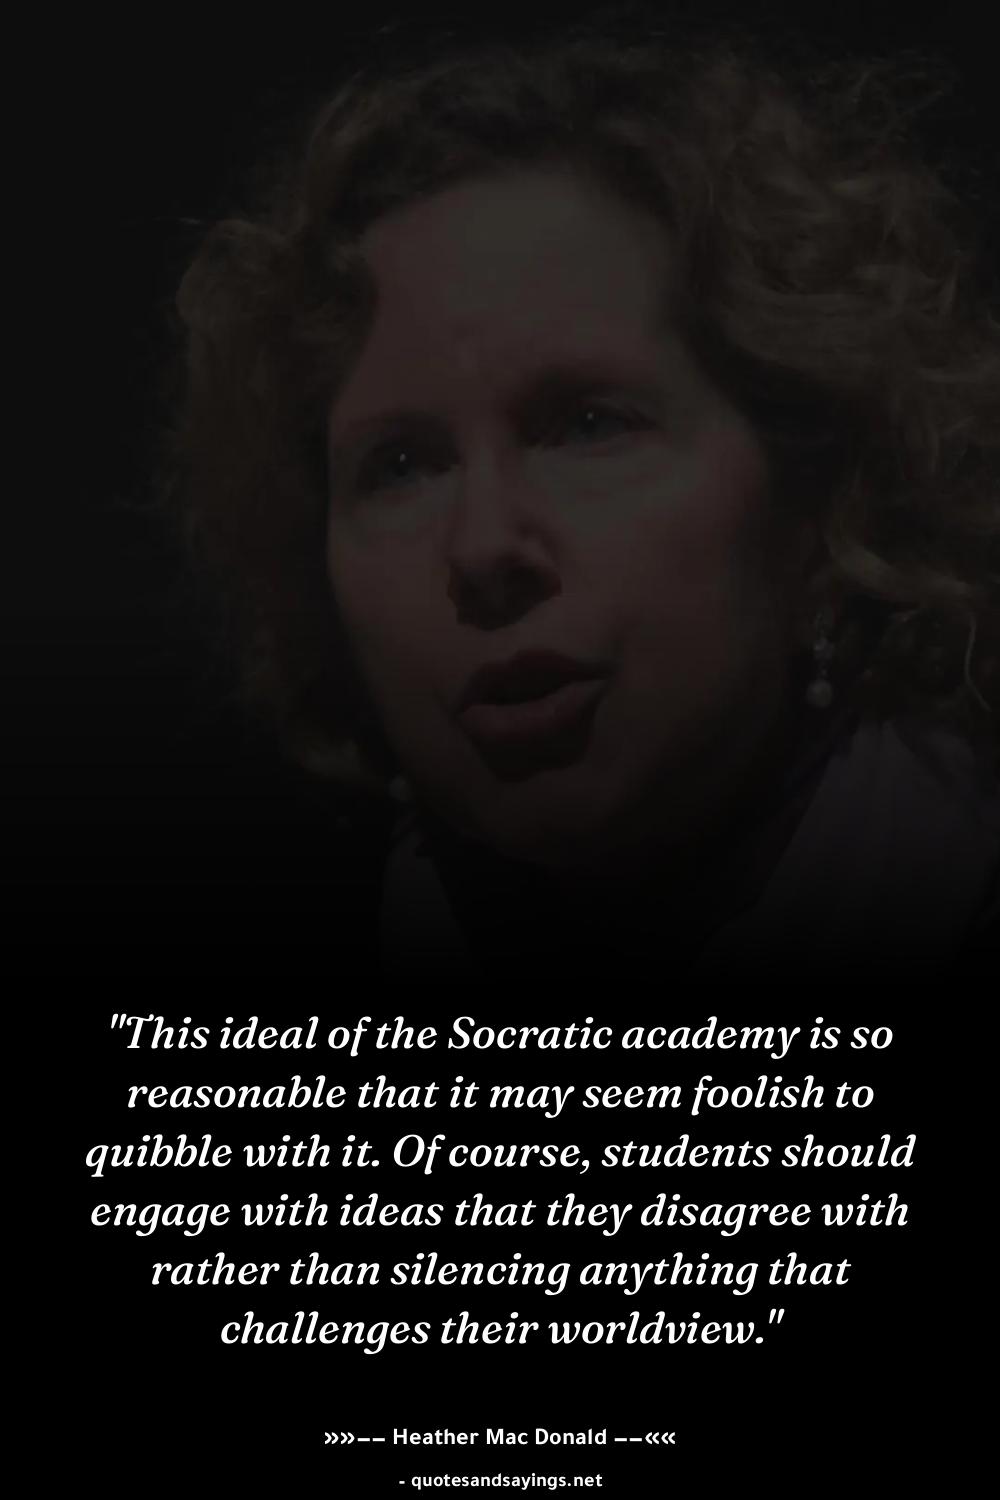 "This ideal of the Socratic academy is so
reasonable that it may seem foolish to
quibble with it. Of course, students should
engage with ideas that they disagree with
rather than silencing anything that
challenges their worldview."
»»−− Heather Mac Donald −−««
- quotesandsayings.net